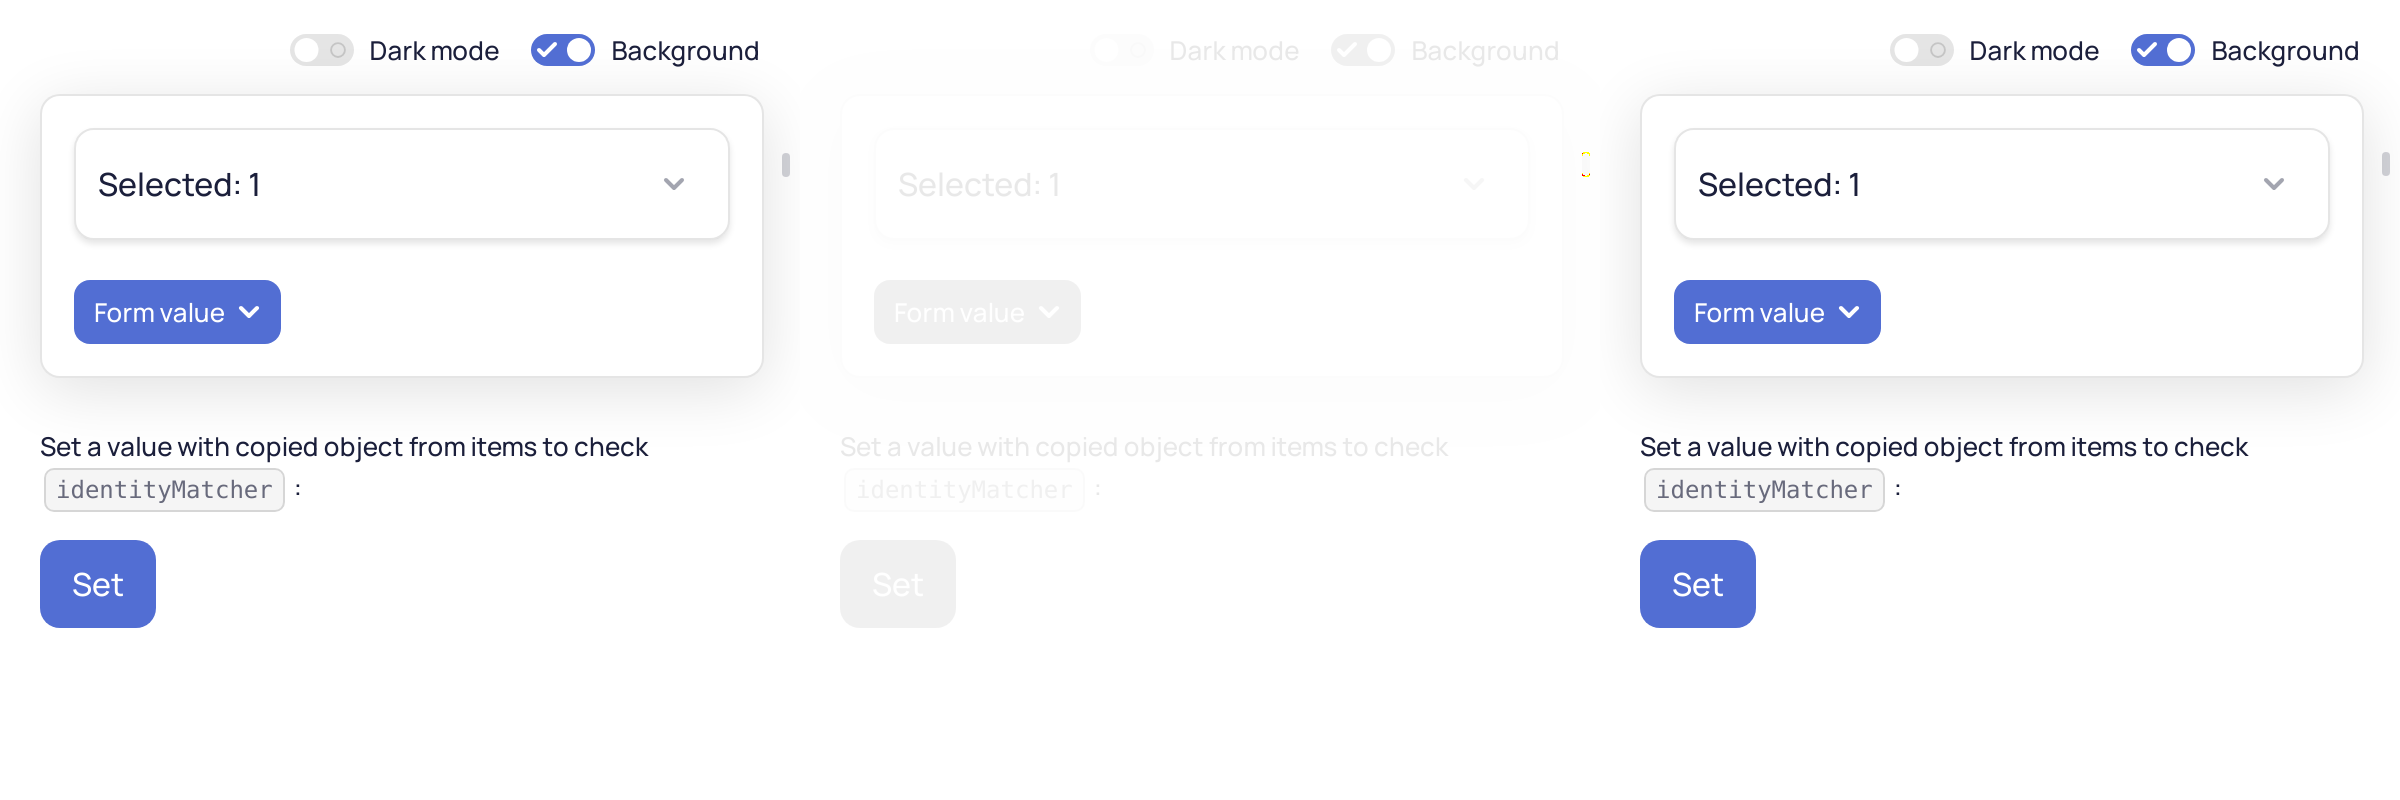 Dark mode Background
Selected: 1
Form value
Set a value with copied object from items to check
identityMatcher :
Set
Dark mode Background
Selected: 1
Form value
Set a value with copied object from items to check
identityMatcher :
Set
Dark mode Background
Selected: 1
Form value
Set a value with copied object from items to check
identityMatcher :
Set